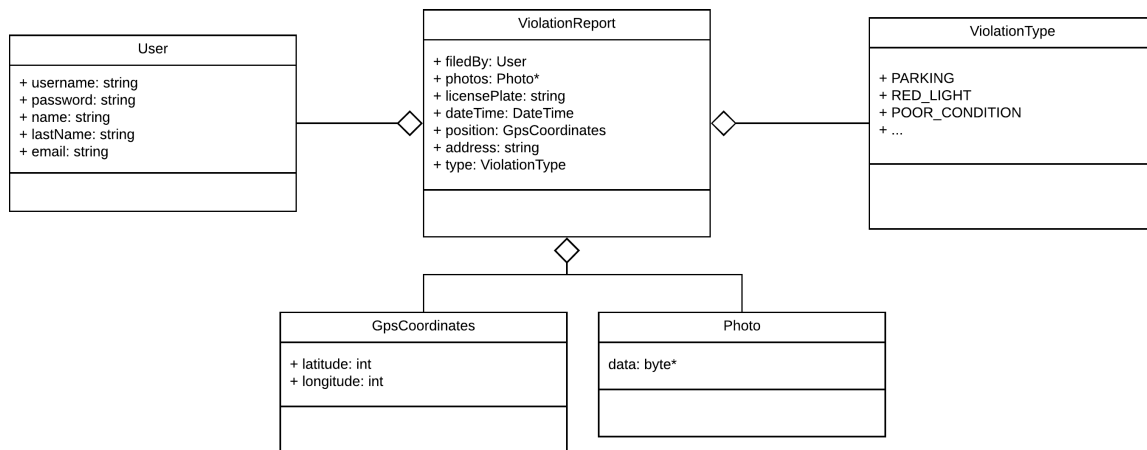 User
+ username: string
+ password: string
+ name: string
+ lastName: string
+ email: string
ViolationReport
+ filedBy: User
+ photos: Photo*
+ licensePlate: string
+ dateTime: DateTime
+ position: GpsCoordinates
+ address: string
+ type: ViolationType
ViolationType
+ PARKING
+ RED_LIGHT
+ POOR_CONDITION
+ ...
GpsCoordinates
+ latitude: int
+ longitude: int
Photo
data: byte*